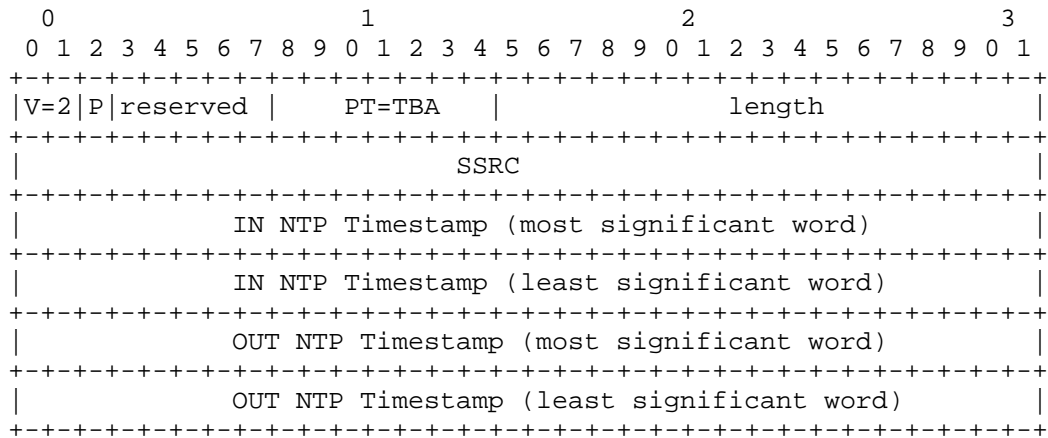 0                   1                   2                   3
 0 1 2 3 4 5 6 7 8 9 0 1 2 3 4 5 6 7 8 9 0 1 2 3 4 5 6 7 8 9 0 1
+-+-+-+-+-+-+-+-+-+-+-+-+-+-+-+-+-+-+-+-+-+-+-+-+-+-+-+-+-+-+-+-+
|V=2|P|reserved |    PT=TBA    |              length             |
+-+-+-+-+-+-+-+-+-+-+-+-+-+-+-+-+-+-+-+-+-+-+-+-+-+-+-+-+-+-+-+-+
|                           SSRC                                |
+-+-+-+-+-+-+-+-+-+-+-+-+-+-+-+-+-+-+-+-+-+-+-+-+-+-+-+-+-+-+-+-+
|             IN NTP Timestamp (most significant word)          |
+-+-+-+-+-+-+-+-+-+-+-+-+-+-+-+-+-+-+-+-+-+-+-+-+-+-+-+-+-+-+-+-+
|             IN NTP Timestamp (least significant word)         |
+-+-+-+-+-+-+-+-+-+-+-+-+-+-+-+-+-+-+-+-+-+-+-+-+-+-+-+-+-+-+-+-+
|             OUT NTP Timestamp (most significant word)         |
+-+-+-+-+-+-+-+-+-+-+-+-+-+-+-+-+-+-+-+-+-+-+-+-+-+-+-+-+-+-+-+-+
|             OUT NTP Timestamp (least significant word)        |
+-+-+-+-+-+-+-+-+-+-+-+-+-+-+-+-+-+-+-+-+-+-+-+-+-+-+-+-+-+-+-+-+